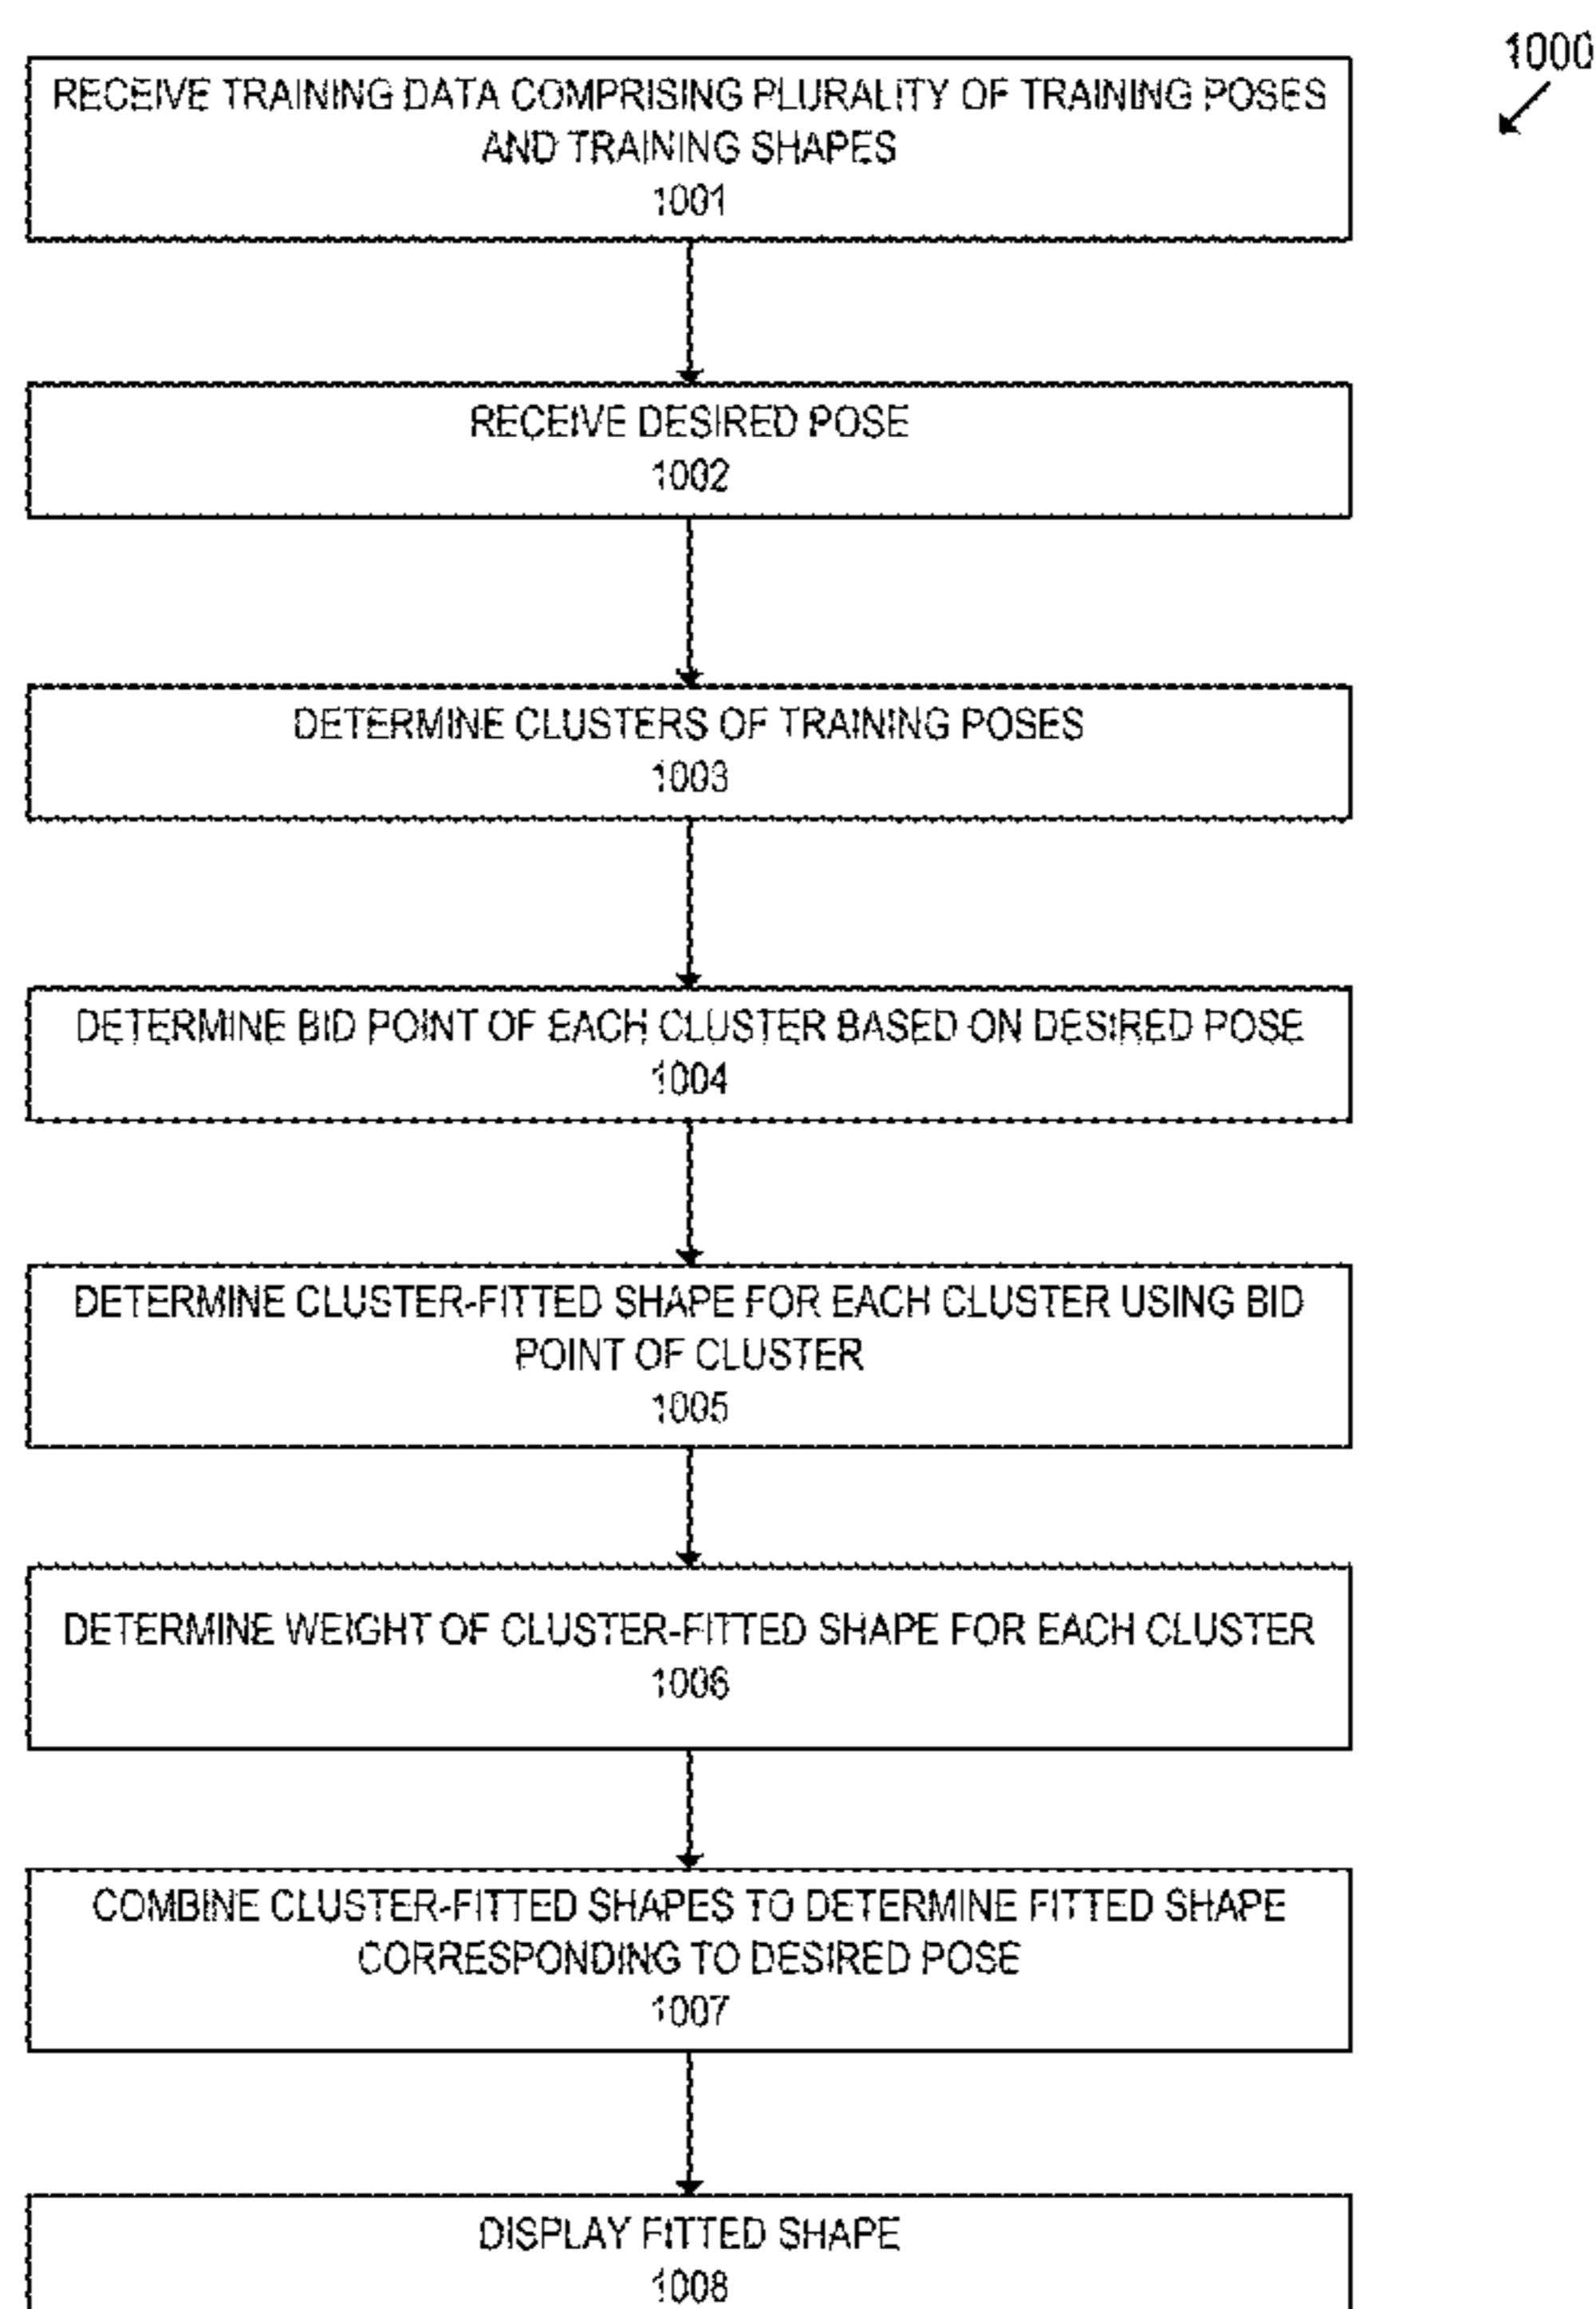 1000
RECEIVE TRAINING DATA COMPRISING PLURALITY OF TRAINING POSES
AND TRAINING SHAPES
1001
RECEIVE DESIRED POSE
1002
DETERMINE CLUSTERS OF TRAINING POSES
1003
DETERMINE BID POINT OF EACH CLUSTER BASED ON DESIRED POSE
1004
DETERMINE CLUSTER-FITTED SHAPE FOR EACH CLUSTER USING BID
POINT OF CLUSTER
1005
DETERMINE WEIGHT OF CLUSTER-FITTED SHAPE FOR EACH CLUSTER
1006
COMBINE CLUSTER-FITTED SHAPES TO DETERMINE FITTED SHAPE
CORRESPONDING TO DESIRED POSE
1007
DISPLAY FITTED SHAPE
1008